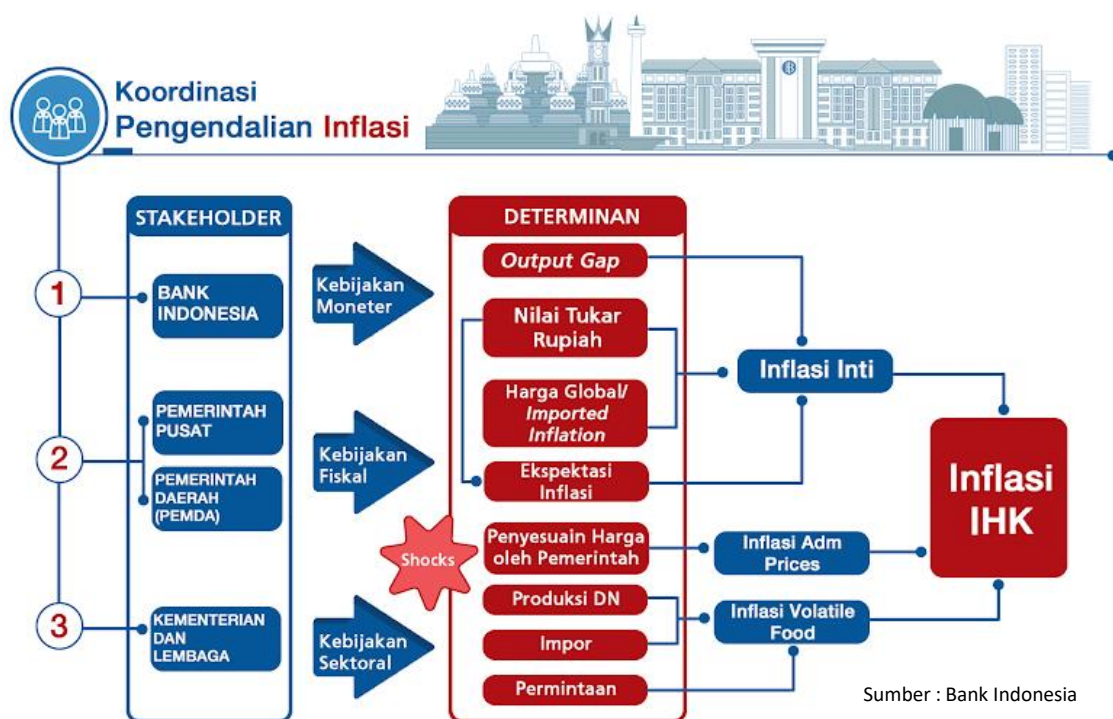 Koordinasi
Pengendalian Inflasi
STAKEHOLDER
1
BANK
INDONESIA
2
PEMERINTAH
PUSAT
PEMERINTAH
DAERAH
(PEMDA)
3
KEMENTERIAN
DAN
LEMBAGA
Kebijakan
Moneter
Kebijakan
Fiskal
Shocks
Kebijakan
Sektoral
DETERMINAN
Output Gap
Nilai Tukar
Rupiah
Harga Global/
Imported
Inflation
Ekspektasi
Inflasi
Penyesuain Harga
oleh Pemerintah
Produksi DN
Impor
Permintaan
Inflasi Inti
Inflasi Adm
Prices
Inflasi Volatile
Food
Inflasi
IHK
Sumber : Bank Indonesia